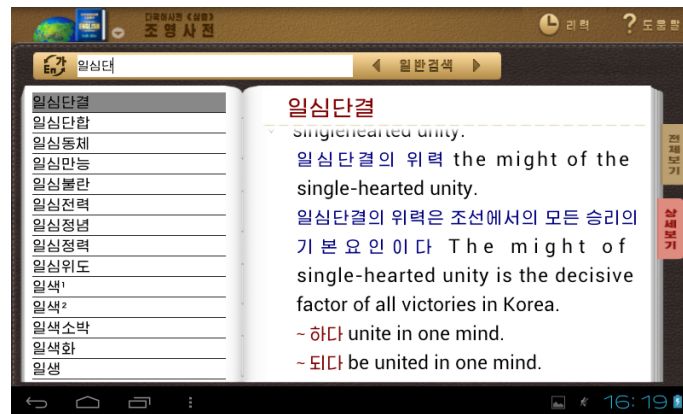 다국어사전《삼흥》
조영사전
리력
? 도움말
가
En
일심단
일반검색
일심단결
일심단합
일심동체
일심만능
일심불란
일심전력
일심정념
일심정력
일심위도
일색¹
일색²
일색소박
일색화
일생
일심단결
singlehearted unity.
일심단결의 위력 the might of the
single-hearted unity.
일심단결의 위력은 조선에서의 모든 승리의
기본요인이다 The might of
single-hearted unity is the decisive
factor of all victories in Korea.
~하다 unite in one mind.
~되다 be united in one mind.
전체보기
상세보기
16:19